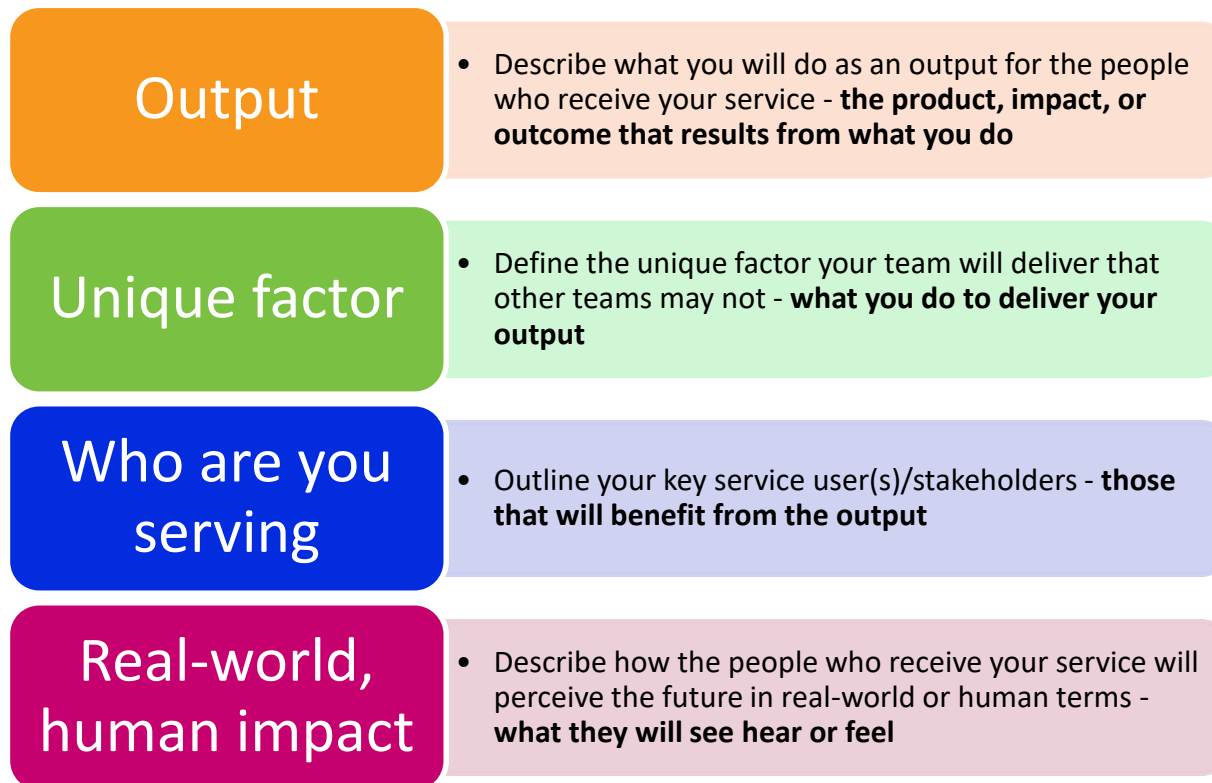 Output
• Describe what you will do as an output for the people
who receive your service - the product, impact, or
outcome that results from what you do
Unique factor
• Define the unique factor your team will deliver that
other teams may not - what you do to deliver your
output
Who are you
serving
• Outline your key service user(s)/stakeholders - those
that will benefit from the output
Real-world,
human impact
• Describe how the people who receive your service will
perceive the future in real-world or human terms -
what they will see hear or feel